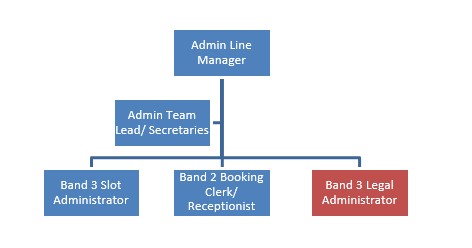 Admin Line
Manager
Admin Team
Lead/ Secretaries
Band 3 Slot
Administrator
Band 2 Booking
Clerk/
Receptionist
Band 3 Legal
Administrator